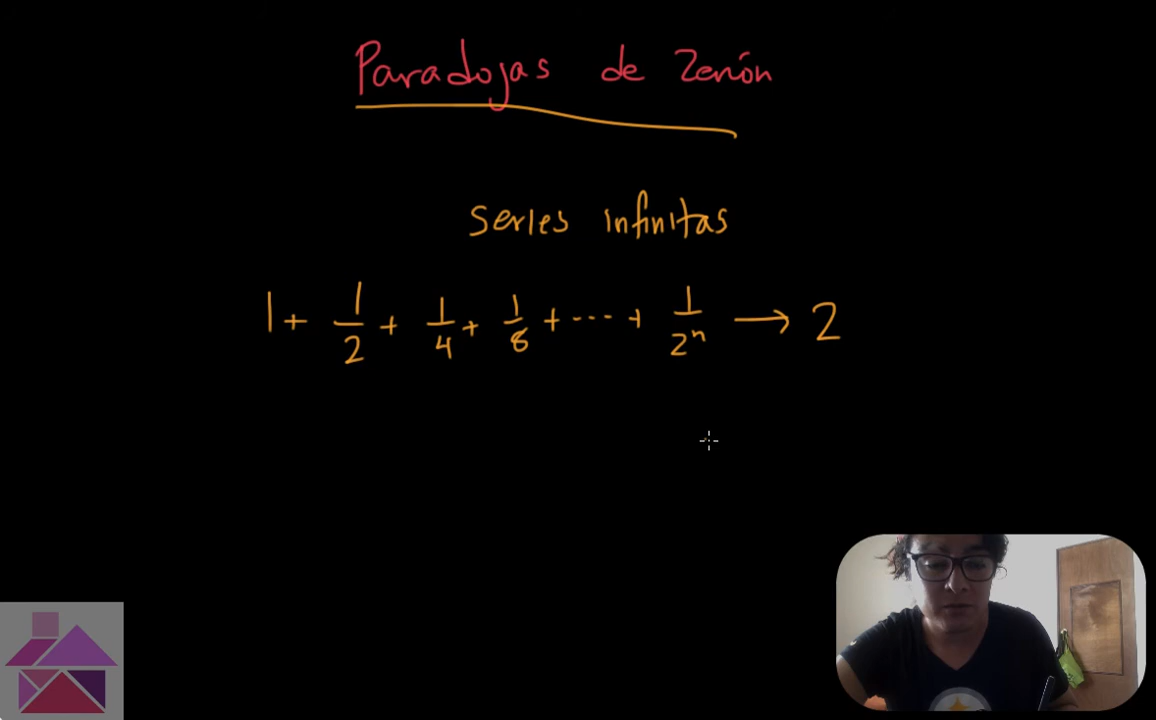 Paradojas de Zenón
series infinitas
1 + 1/2 + 1/4 + 1/8 + ... + 1/2ⁿ → 2